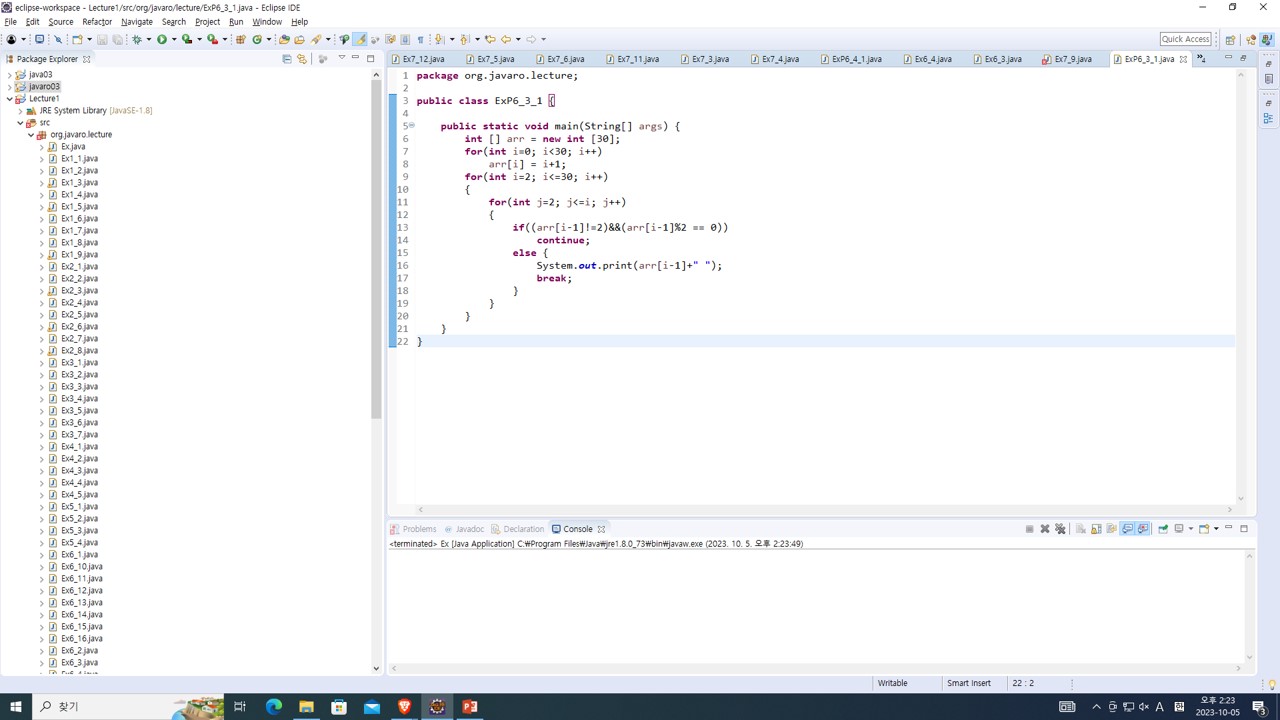 eclipse-workspace - Lecture1/src/org/javaro/lecture/ExP6_3_1.java - Eclipse IDE
File Edit Source Refactor Navigate Search Project Run Window Help
Quick Access
Package Explorer
Ex7_12.java Ex7_5.java Ex7_6.java Ex7_11.java Ex7_3.java Ex7_4.java ExP6_4_1.java Ex6_4.java Ex6_3.java Ex7_9.java ExP6_3_1.java
java03
javaro03
Lecture1
JRE System Library [JavaSE-1.8]
src
org.javaro.lecture
Ex.java
Ex1_1.java
Ex1_2.java
Ex1_3.java
Ex1_4.java
Ex1_5.java
Ex1_6.java
Ex1_7.java
Ex1_8.java
Ex1_9.java
Ex2_1.java
Ex2_2.java
Ex2_3.java
Ex2_4.java
Ex2_5.java
Ex2_6.java
Ex2_7.java
Ex2_8.java
Ex3_1.java
Ex3_2.java
Ex3_3.java
Ex3_4.java
Ex3_5.java
Ex3_6.java
Ex3_7.java
Ex4_1.java
Ex4_2.java
Ex4_3.java
Ex4_4.java
Ex4_5.java
Ex5_1.java
Ex5_2.java
Ex5_3.java
Ex5_4.java
Ex6_1.java
Ex6_10.java
Ex6_11.java
Ex6_12.java
Ex6_13.java
Ex6_14.java
Ex6_15.java
Ex6_16.java
Ex6_2.java
Ex6_3.java
1 package org.javaro.lecture;
2
3 public class ExP6_3_1 {
4
5 public static void main(String[] args) {
6 int [] arr = new int [30];
7 for(int i=0; i<30; i++)
8 arr[i] = i+1;
9 for(int i=2; i<=30; i++)
10 {
11 for(int j=2; j<=i; j++)
12 {
13 if((arr[i-1]!=2)&&(arr[i-1]%2 == 0))
14 continue;
15 else {
16 System.out.print(arr[i-1]+" ");
17 break;
18 }
19 }
20 }
21 }
22 }
Problems Javadoc Declaration Console
<terminated> Ex [Java Application] C:₩Program Files₩Java₩jre1.8.0_73₩bin₩javaw.exe (2023. 10. 5. 오후 2:23:49)
Writable Smart Insert 22 : 2
찾기
A 한 오후 2:23
2023-10-05
3